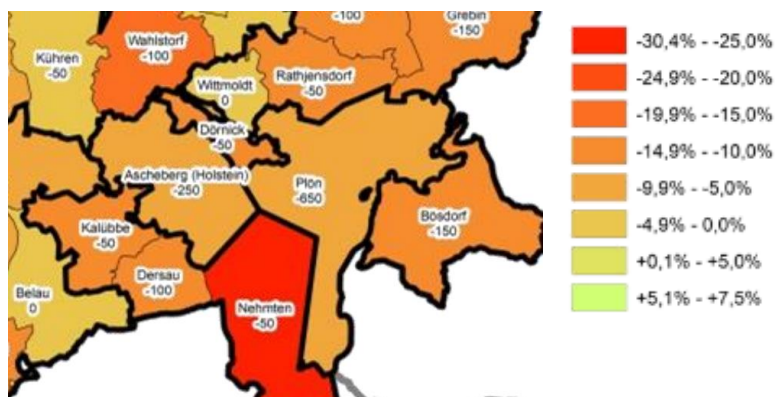 -100
Grebin
-150
Wahlstorf
-100
Kühren
-50
Wittmoldt
0
Rathjensdorf
-50
Dörnick
-50
Ascheberg (Holstein)
-250
Plön
-650
Kalübbe
-50
Bösdorf
-150
Dersau
-100
Belau
0
Nehmten
-50
-30,4% - -25,0%
-24,9% - -20,0%
-19,9% - -15,0%
-14,9% - -10,0%
-9,9% - -5,0%
-4,9% - 0,0%
+0,1% - +5,0%
+5,1% - +7,5%